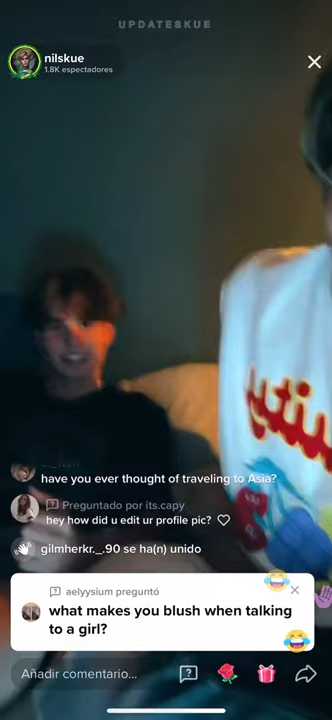 UPDATESKUE
nilskue
1.8K espectadores
have you ever thought of traveling to Asia?
Preguntado por its.capy
hey how did u edit ur profile pic? ♡
gilmherkr._.90 se ha(n) unido
aelyysium preguntó
what makes you blush when talking
to a girl?
Añadir comentario...